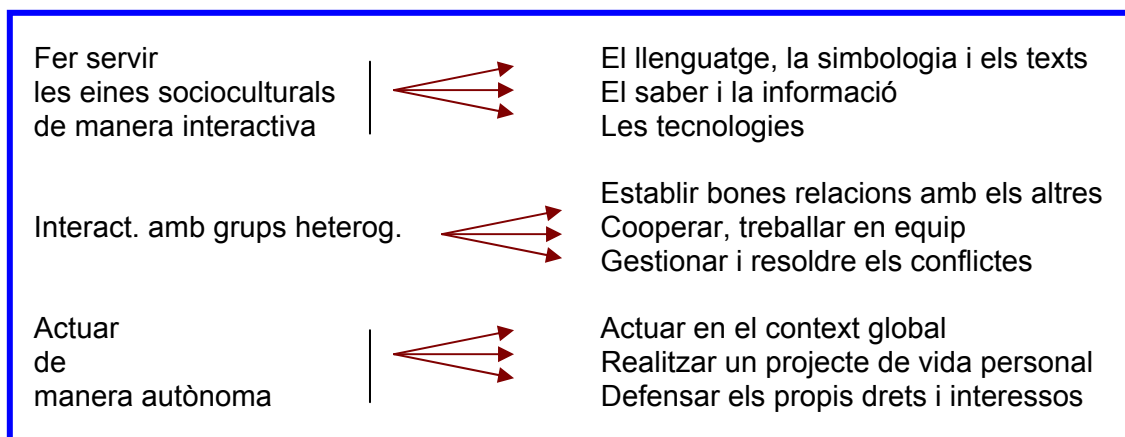 Fer servir
les eines socioculturals
de manera interactiva
El llenguatge, la simbologia i els texts
El saber i la informació
Les tecnologies
Interact. amb grups heterog.
Establir bones relacions amb els altres
Cooperar, treballar en equip
Gestionar i resoldre els conflictes
Actuar
de
manera autònoma
Actuar en el context global
Realitzar un projecte de vida personal
Defensar els propis drets i interessos